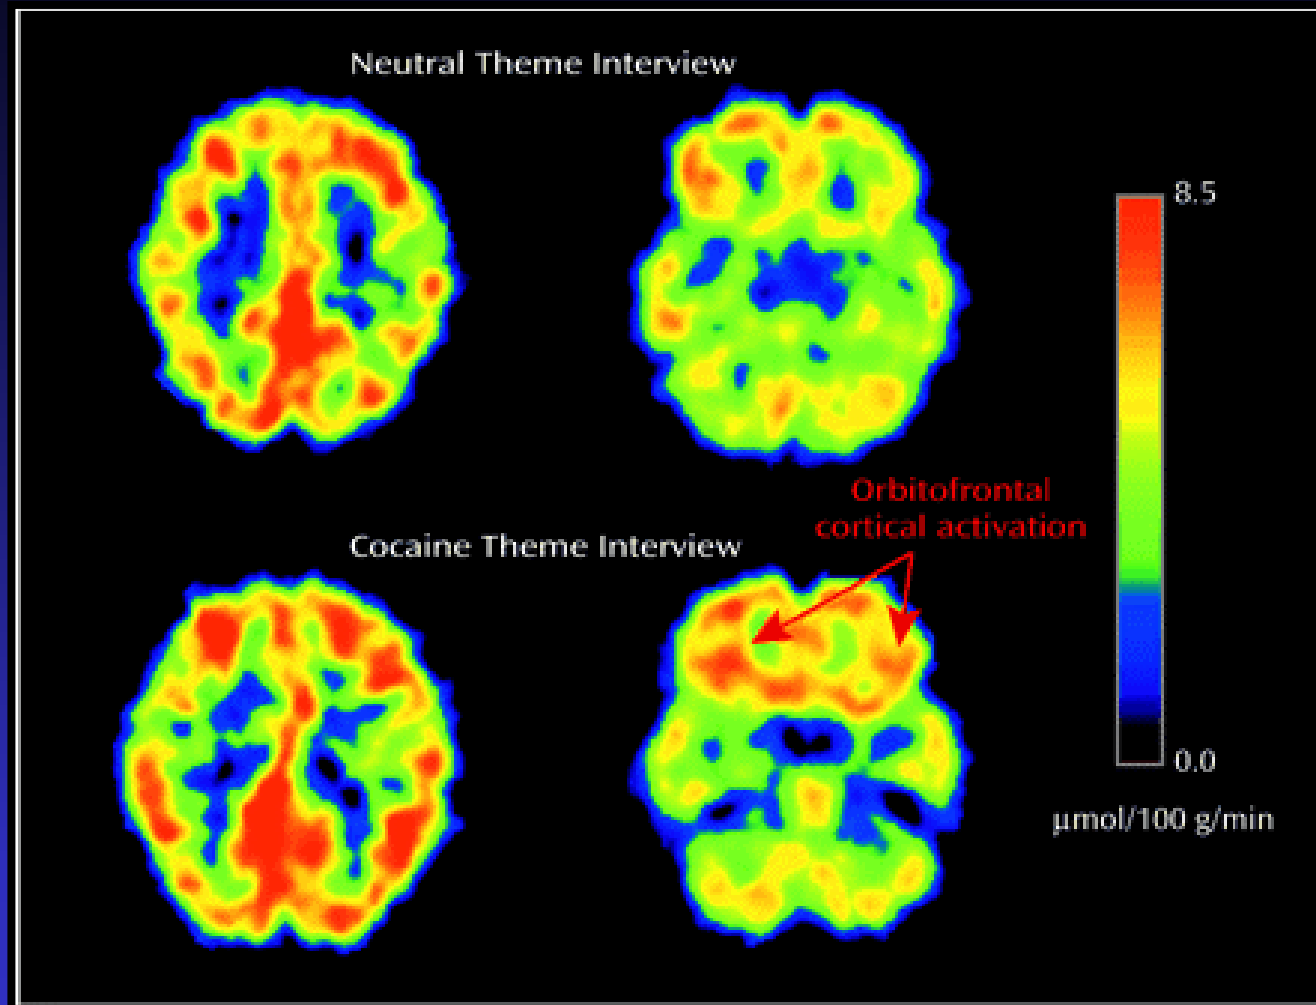 Neutral Theme Interview
8.5
Orbitofrontal
cortical activation
Cocaine Theme Interview
0.0
µmol/100 g/min